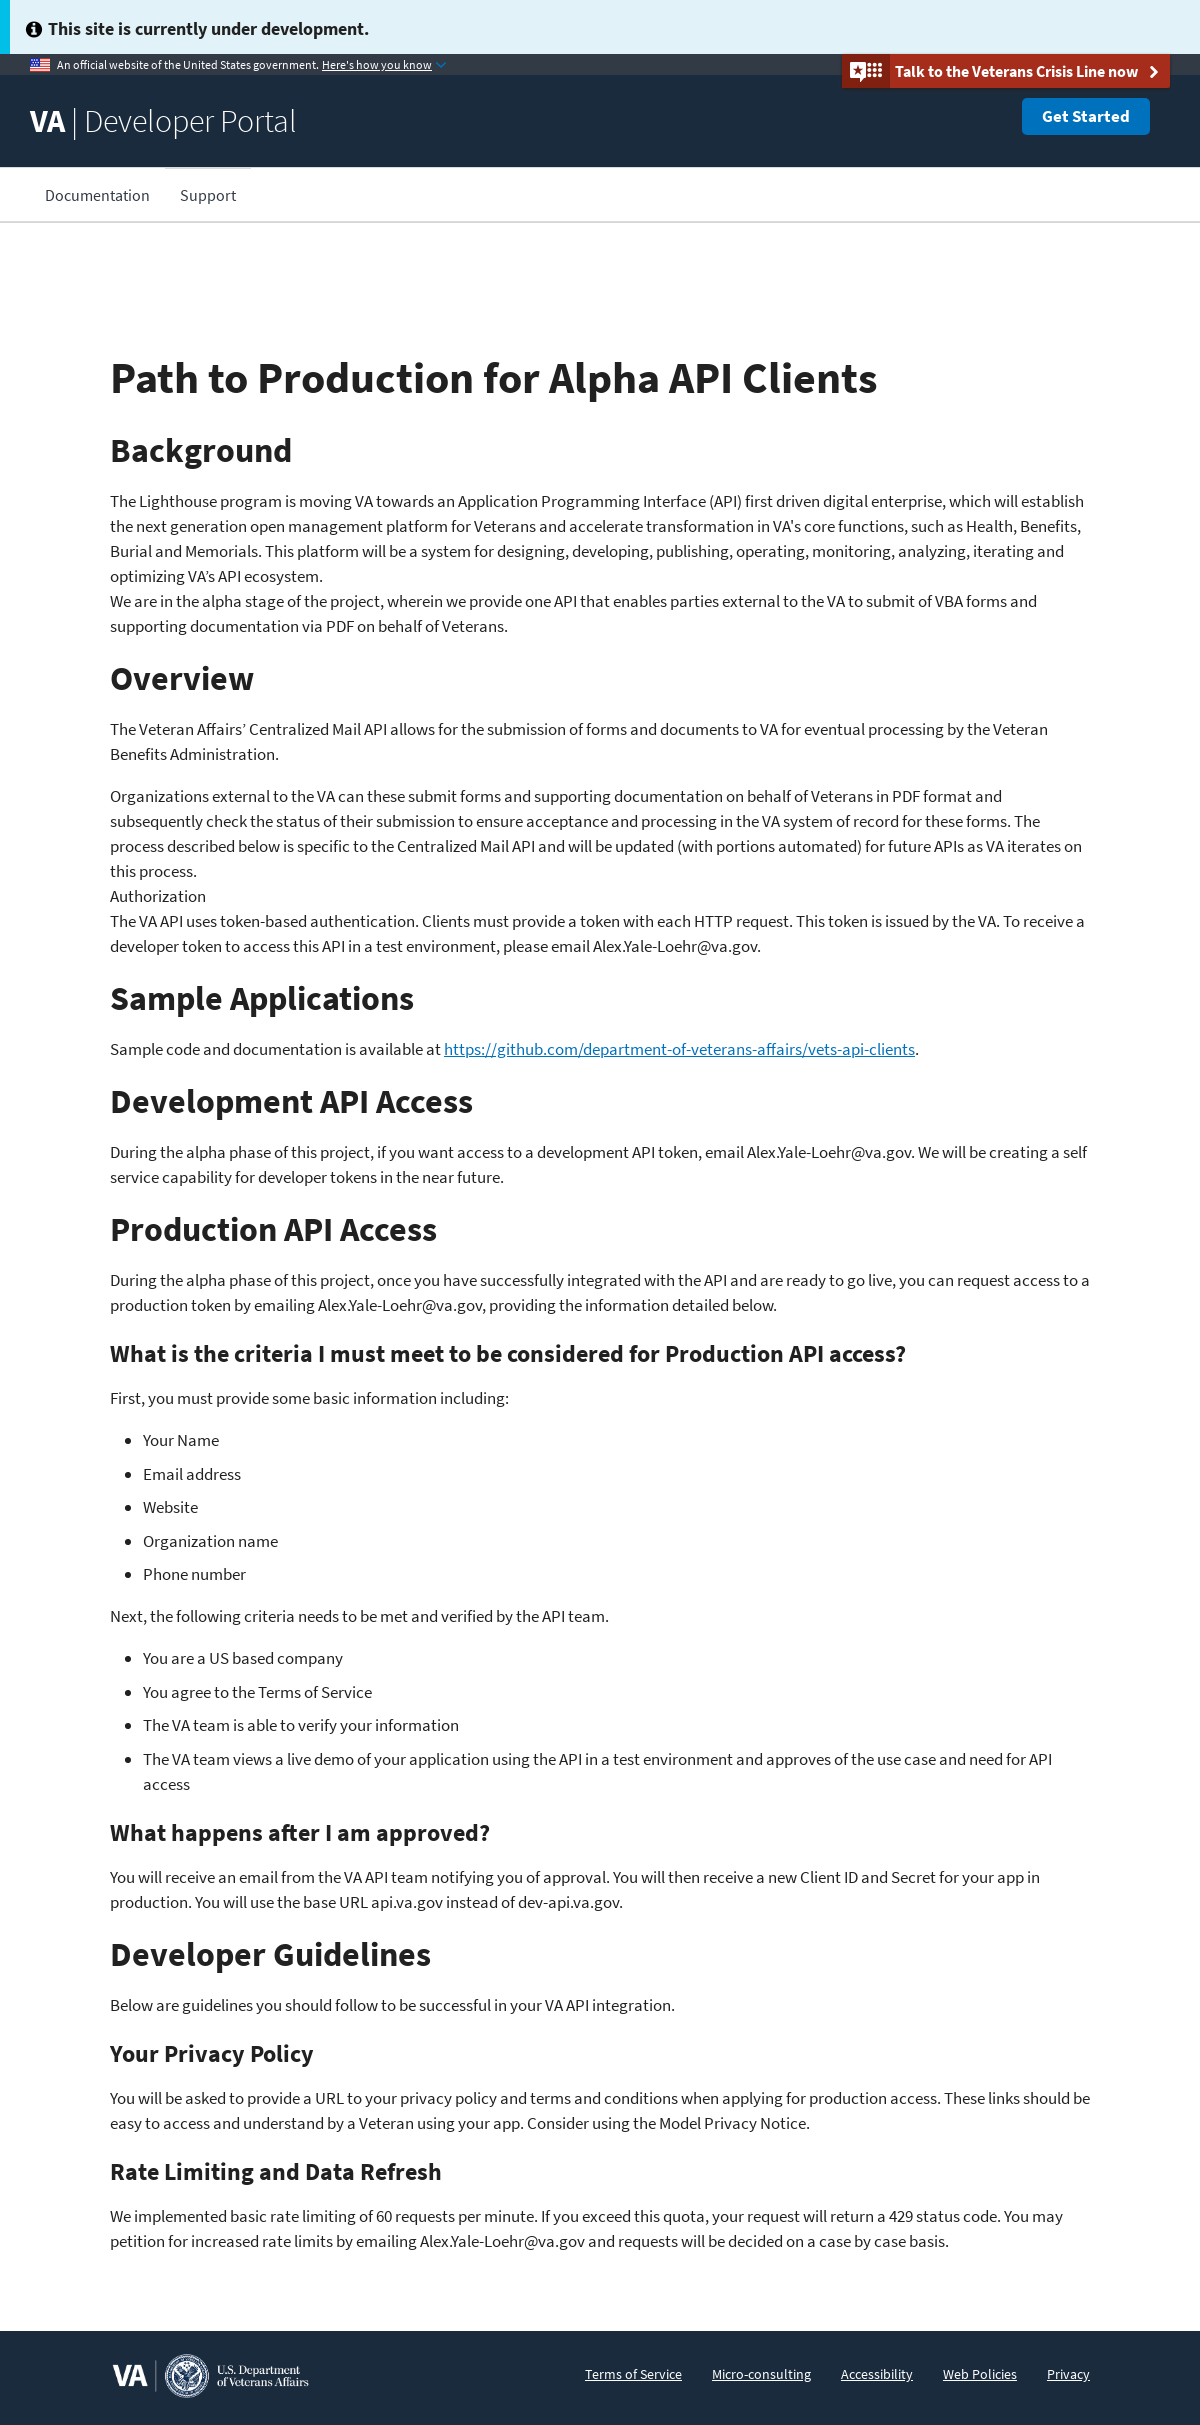 This site is currently under development.
An official website of the United States government. Here's how you know
Talk to the Veterans Crisis Line now
VA | Developer Portal
Get Started
Documentation Support
Path to Production for Alpha API Clients
Background
The Lighthouse program is moving VA towards an Application Programming Interface (API) first driven digital enterprise, which will establish
the next generation open management platform for Veterans and accelerate transformation in VA's core functions, such as Health, Benefits,
Burial and Memorials. This platform will be a system for designing, developing, publishing, operating, monitoring, analyzing, iterating and
optimizing VA’s API ecosystem.
We are in the alpha stage of the project, wherein we provide one API that enables parties external to the VA to submit of VBA forms and
supporting documentation via PDF on behalf of Veterans.
Overview
The Veteran Affairs’ Centralized Mail API allows for the submission of forms and documents to VA for eventual processing by the Veteran
Benefits Administration.
Organizations external to the VA can these submit forms and supporting documentation on behalf of Veterans in PDF format and
subsequently check the status of their submission to ensure acceptance and processing in the VA system of record for these forms. The
process described below is specific to the Centralized Mail API and will be updated (with portions automated) for future APIs as VA iterates on
this process.
Authorization
The VA API uses token-based authentication. Clients must provide a token with each HTTP request. This token is issued by the VA. To receive a
developer token to access this API in a test environment, please email Alex.Yale-Loehr@va.gov.
Sample Applications
Sample code and documentation is available at https://github.com/department-of-veterans-affairs/vets-api-clients.
Development API Access
During the alpha phase of this project, if you want access to a development API token, email Alex.Yale-Loehr@va.gov. We will be creating a self
service capability for developer tokens in the near future.
Production API Access
During the alpha phase of this project, once you have successfully integrated with the API and are ready to go live, you can request access to a
production token by emailing Alex.Yale-Loehr@va.gov, providing the information detailed below.
What is the criteria I must meet to be considered for Production API access?
First, you must provide some basic information including:
• Your Name
• Email address
• Website
• Organization name
• Phone number
Next, the following criteria needs to be met and verified by the API team.
• You are a US based company
• You agree to the Terms of Service
• The VA team is able to verify your information
• The VA team views a live demo of your application using the API in a test environment and approves of the use case and need for API
access
What happens after I am approved?
You will receive an email from the VA API team notifying you of approval. You will then receive a new Client ID and Secret for your app in
production. You will use the base URL api.va.gov instead of dev-api.va.gov.
Developer Guidelines
Below are guidelines you should follow to be successful in your VA API integration.
Your Privacy Policy
You will be asked to provide a URL to your privacy policy and terms and conditions when applying for production access. These links should be
easy to access and understand by a Veteran using your app. Consider using the Model Privacy Notice.
Rate Limiting and Data Refresh
We implemented basic rate limiting of 60 requests per minute. If you exceed this quota, your request will return a 429 status code. You may
petition for increased rate limits by emailing Alex.Yale-Loehr@va.gov and requests will be decided on a case by case basis.
VA | U.S. Department
of Veterans Affairs
Terms of Service Micro-consulting Accessibility Web Policies Privacy